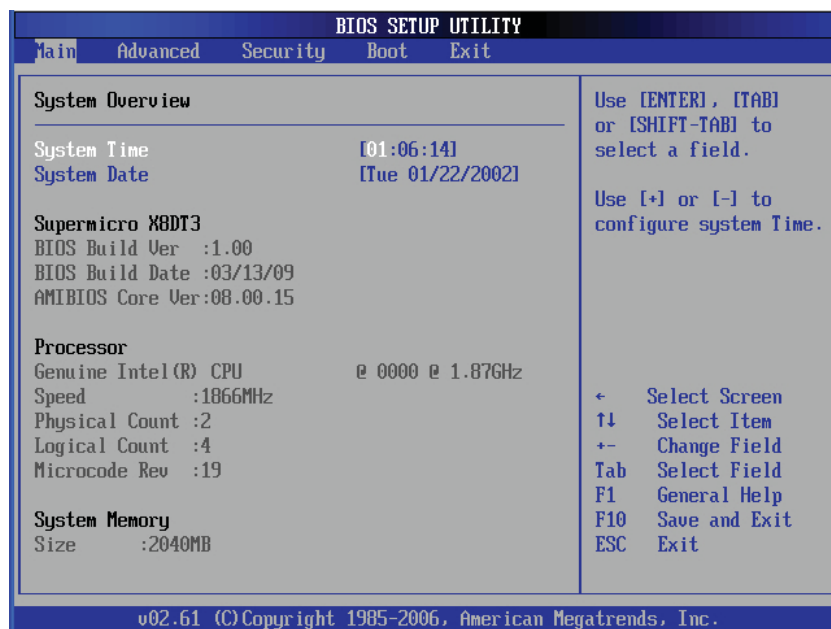 BIOS SETUP UTILITY
Main Advanced Security Boot Exit
System Overview
System Time [01:06:14]
System Date [Tue 01/22/2002]
Supermicro X8DT3
BIOS Build Ver :1.00
BIOS Build Date :03/13/09
AMIBIOS Core Ver:08.00.15
Processor
Genuine Intel(R) CPU @ 0000 @ 1.87GHz
Speed :1866MHz
Physical Count :2
Logical Count :4
Microcode Rev :19
System Memory
Size :2040MB
Use [ENTER], [TAB]
or [SHIFT-TAB] to
select a field.
Use [+] or [-] to
configure system Time.
← Select Screen
↑↓ Select Item
+- Change Field
Tab Select Field
F1 General Help
F10 Save and Exit
ESC Exit
v02.61 (C)Copyright 1985-2006, American Megatrends, Inc.